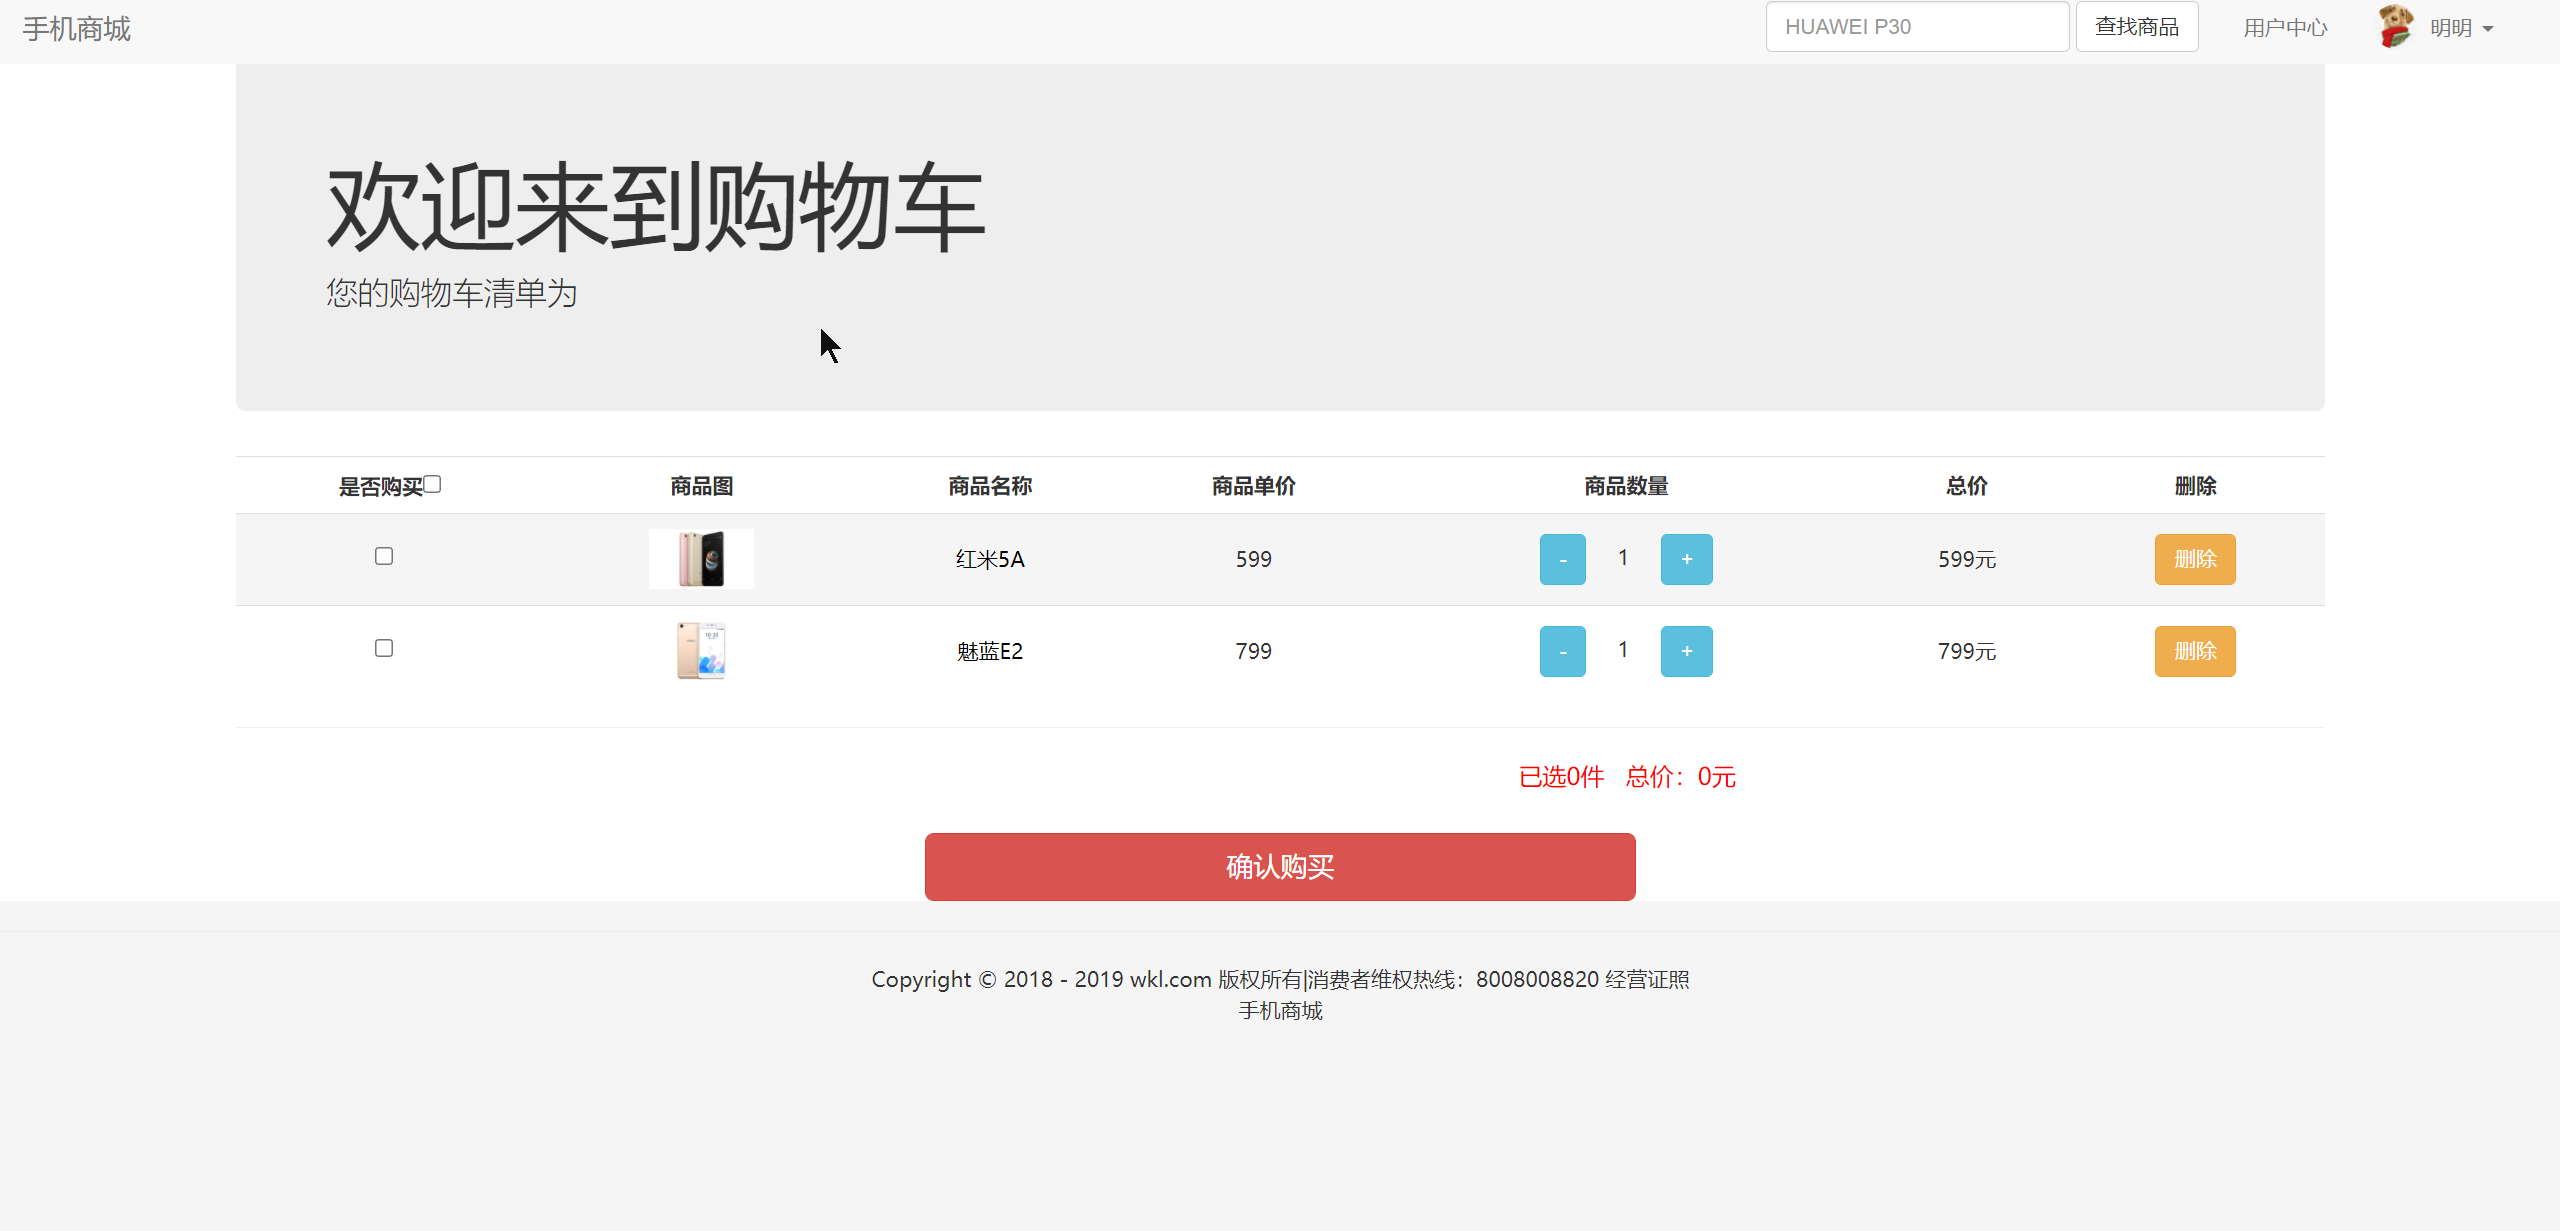 手机商城 HUAWEI P30 查找商品 用户中心 明明
欢迎来到购物车
您的购物车清单为
是否购买 商品图 商品名称 商品单价 商品数量 总价 删除
红米5A 599 - 1 + 599元 删除
魅蓝E2 799 - 1 + 799元 删除
已选0件 总价：0元
确认购买
Copyright © 2018 - 2019 wkl.com 版权所有|消费者维权热线：8008008820 经营证照
手机商城